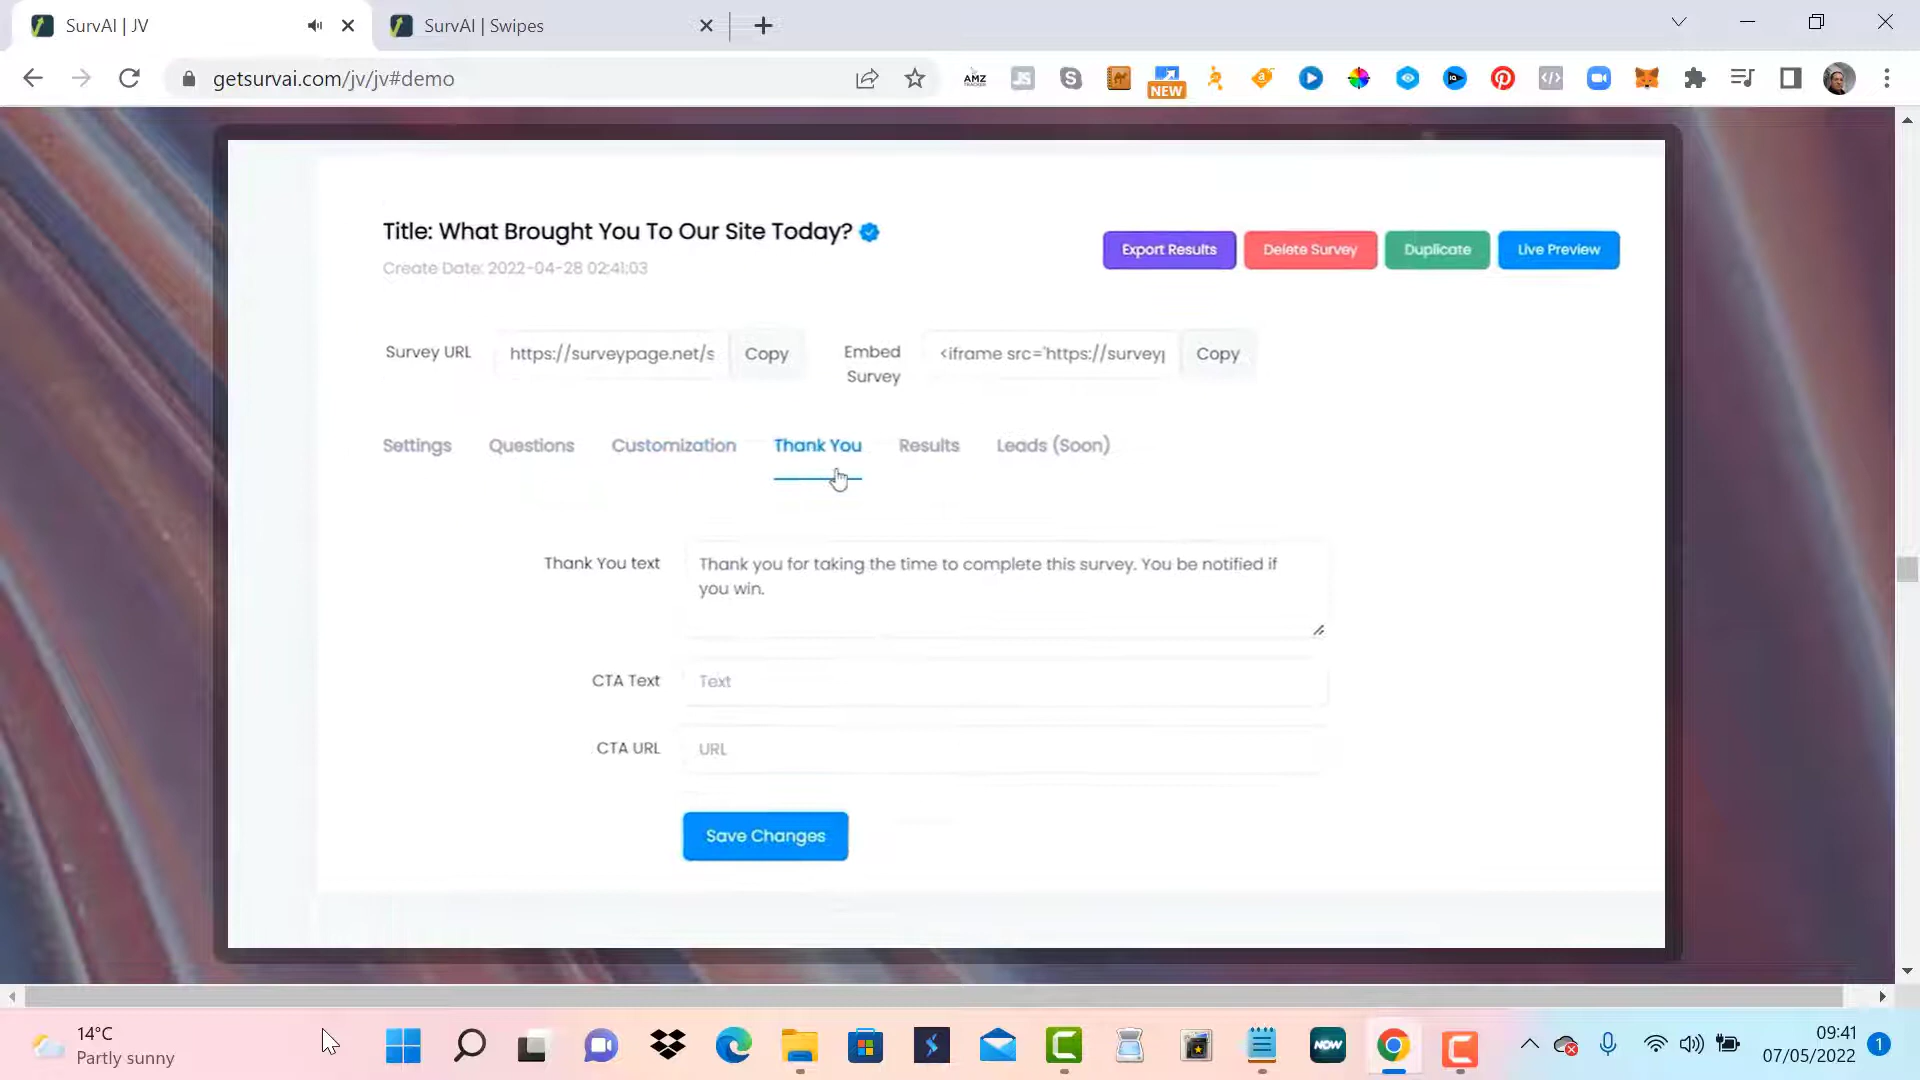 SurvAI | JV
SurvAI | Swipes
getsurvai.com/jv/jv#demo
AMZ
TRACKER
JS
NEW
Title: What Brought You To Our Site Today?
Create Date: 2022-04-28 02:41:03
Export Results
Delete Survey
Duplicate
Live Preview
Survey URL
https://surveypage.net/s
Copy
Embed
Survey
<iframe src='https://survey
Copy
Settings
Questions
Customization
Thank You
Results
Leads (Soon)
Thank You text
Thank you for taking the time to complete this survey. You be notified if
you win.
CTA Text
Text
CTA URL
URL
Save Changes
14°C
Partly sunny
NOW
09:41
07/05/2022
1